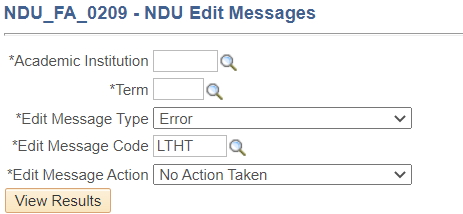 NDU_FA_0209 - NDU Edit Messages
*Academic Institution
*Term
*Edit Message Type Error
*Edit Message Code LTHT
*Edit Message Action No Action Taken
View Results